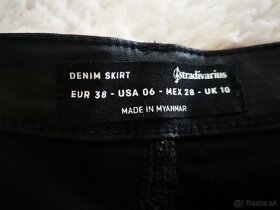 DENIM SKIRT stradivarius
EUR 38 - USA 06 - MEX 28 - UK 10
MADE IN MYANMAR
bazos.sk